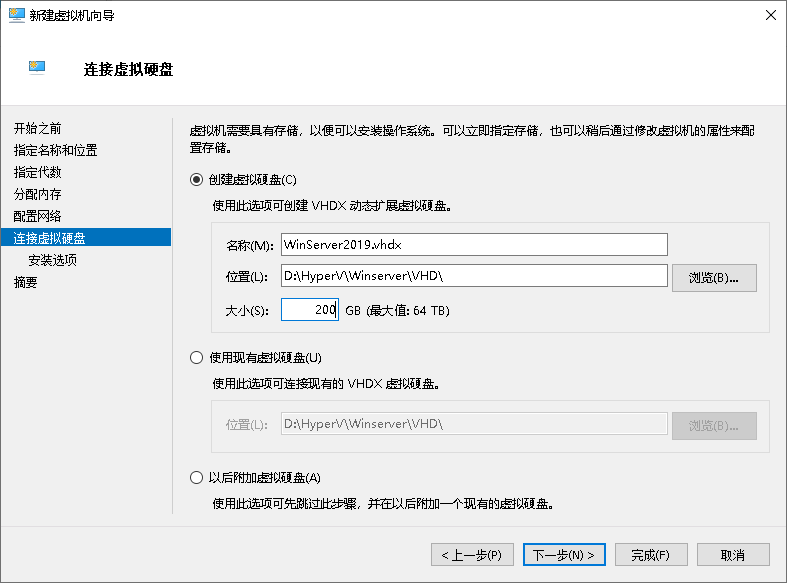 新建虚拟机向导
连接虚拟硬盘
开始之前
指定名称和位置
指定代数
分配内存
配置网络
连接虚拟硬盘
安装选项
摘要
虚拟机需要具有存储，以便可以安装操作系统。可以立即指定存储，也可以稍后通过修改虚拟机的属性来配
置存储。
创建虚拟硬盘(C)
使用此选项可创建 VHDX 动态扩展虚拟硬盘。
名称(M): WinServer2019.vhdx
位置(L): D:\HyperV\Winserver\VHD\ 浏览(B)...
大小(S): 200 GB (最大值: 64 TB)
使用现有虚拟硬盘(U)
使用此选项可连接现有的 VHDX 虚拟硬盘。
位置(L): D:\HyperV\Winserver\VHD\ 浏览(B)...
以后附加虚拟硬盘(A)
使用此选项可先跳过此步骤，并在以后附加一个现有的虚拟硬盘。
< 上一步(P) 下一步(N) > 完成(F) 取消